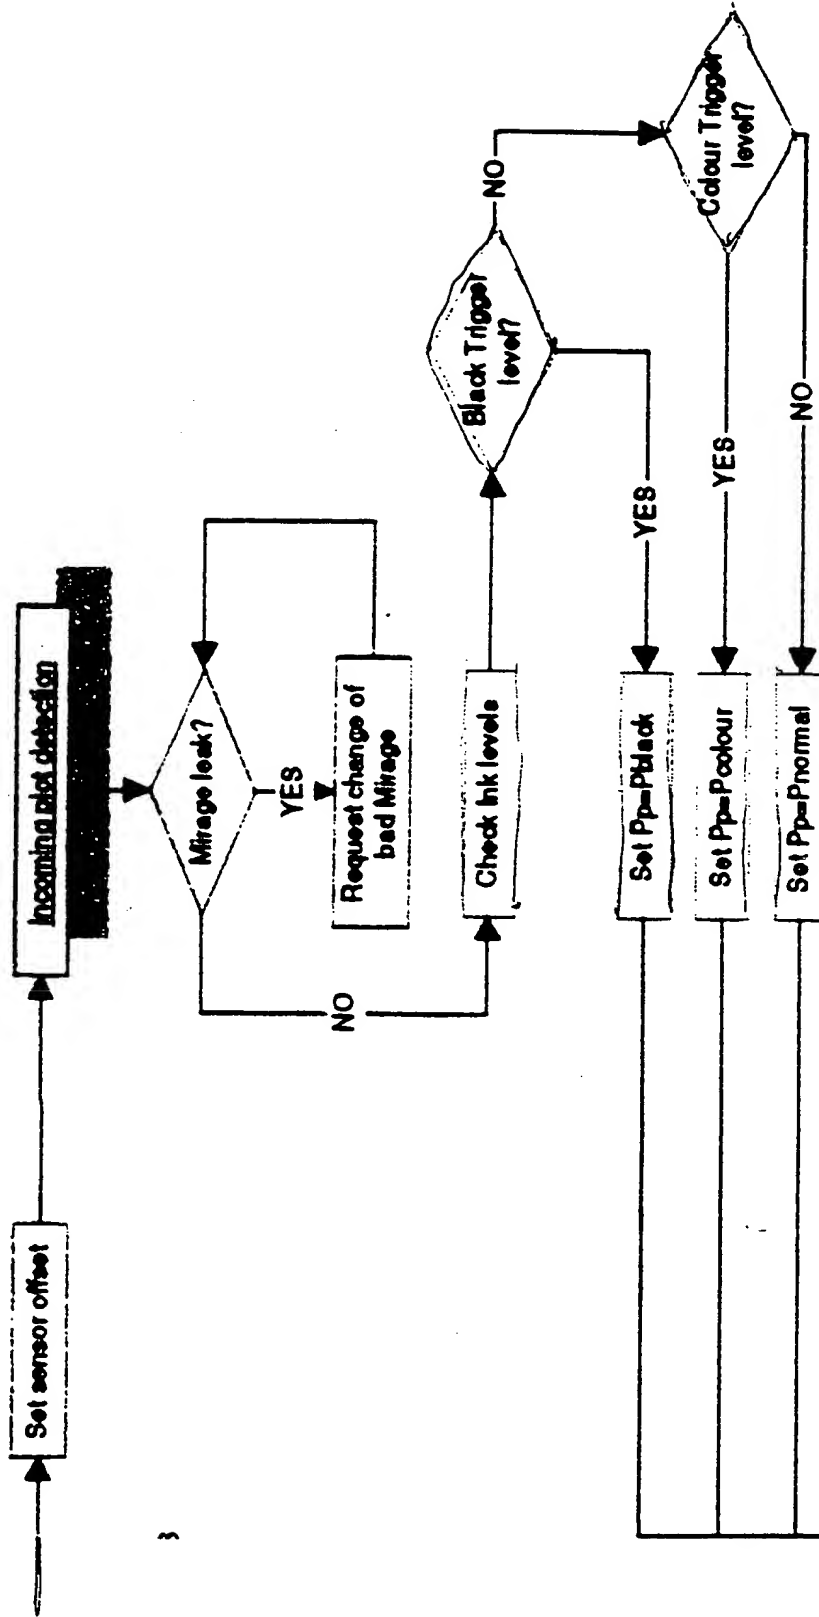 Set sensor offset
Incoming plot detection
Mirage leak?
YES
Request change of
bad Mirage
NO
Check ink levels
Black Trigger
level?
NO
YES
Colour Trigger
level?
YES
NO
Set Pp=Pblack
Set Pp=Pcolour
Set Pp=Pnormal
3